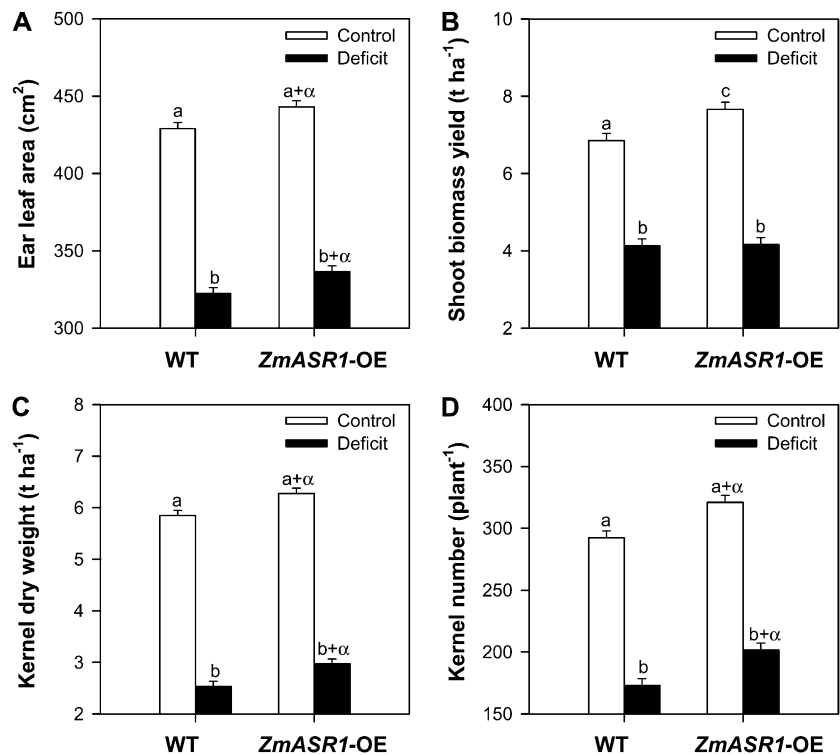 A
Ear leaf area (cm²)
500
450
400
350
300
Control
Deficit
a
b
a+α
b+α
WT
ZmASR1-OE
B
Shoot biomass yield (t ha⁻¹)
10
8
6
4
2
Control
Deficit
a
b
c
b
WT
ZmASR1-OE
C
Kernel dry weight (t ha⁻¹)
8
7
6
5
4
3
2
Control
Deficit
a
b
a+α
b+α
WT
ZmASR1-OE
D
Kernel number (plant⁻¹)
400
350
300
250
200
150
Control
Deficit
a
b
a+α
b+α
WT
ZmASR1-OE